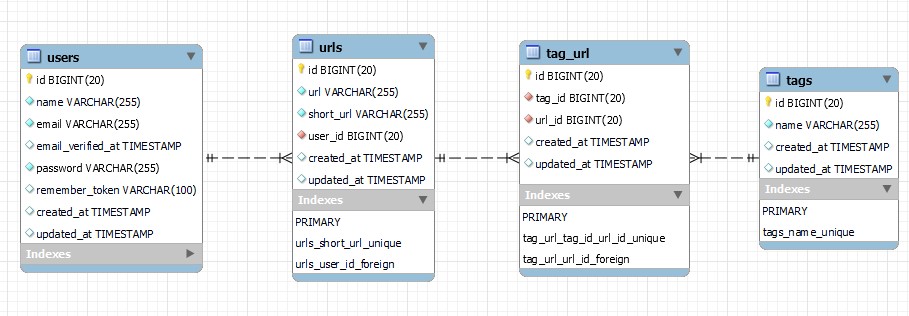 users
id BIGINT(20)
name VARCHAR(255)
email VARCHAR(255)
email_verified_at TIMESTAMP
password VARCHAR(255)
remember_token VARCHAR(100)
created_at TIMESTAMP
updated_at TIMESTAMP
Indexes
urls
id BIGINT(20)
url VARCHAR(255)
short_url VARCHAR(255)
user_id BIGINT(20)
created_at TIMESTAMP
updated_at TIMESTAMP
Indexes
PRIMARY
urls_short_url_unique
urls_user_id_foreign
tag_url
id BIGINT(20)
tag_id BIGINT(20)
url_id BIGINT(20)
created_at TIMESTAMP
updated_at TIMESTAMP
Indexes
PRIMARY
tag_url_tag_id_url_id_unique
tag_url_url_id_foreign
tags
id BIGINT(20)
name VARCHAR(255)
created_at TIMESTAMP
updated_at TIMESTAMP
Indexes
PRIMARY
tags_name_unique